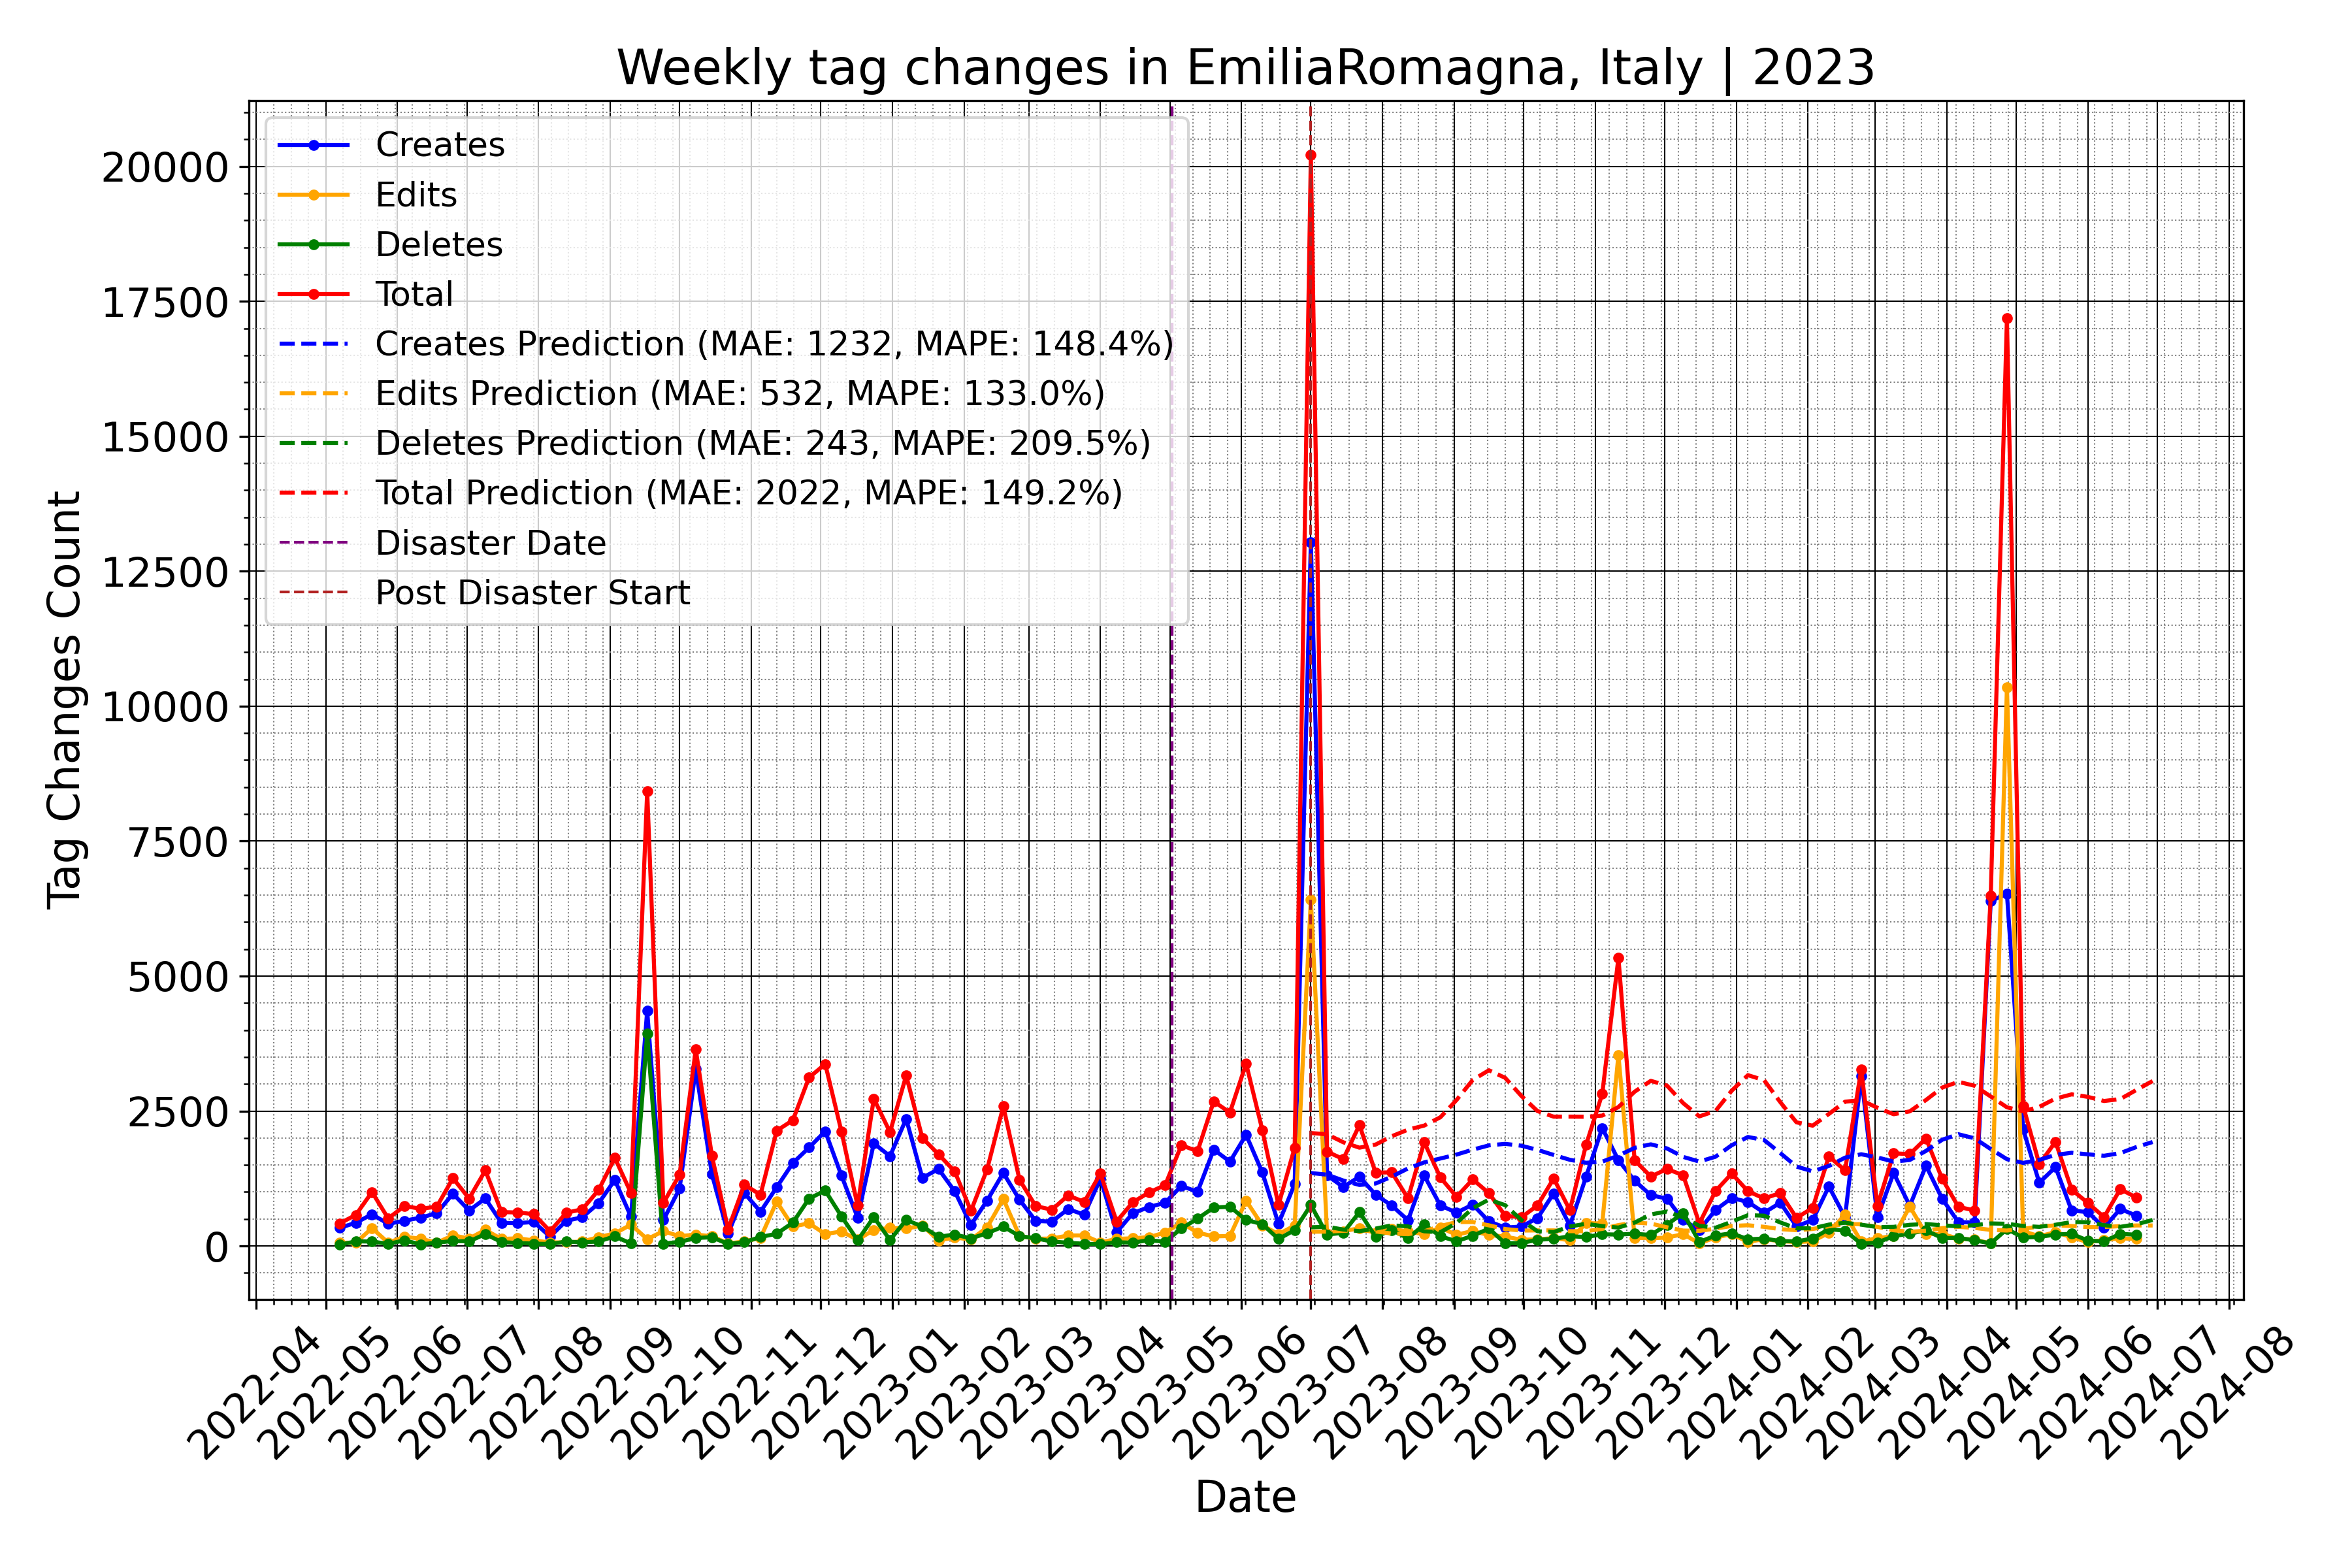 Weekly tag changes in EmiliaRomagna, Italy | 2023
Creates
Edits
Deletes
Total
Creates Prediction (MAE: 1232, MAPE: 148.4%)
Edits Prediction (MAE: 532, MAPE: 133.0%)
Deletes Prediction (MAE: 243, MAPE: 209.5%)
Total Prediction (MAE: 2022, MAPE: 149.2%)
Disaster Date
Post Disaster Start
Tag Changes Count
20000
17500
15000
12500
10000
7500
5000
2500
0
2022-04
2022-05
2022-06
2022-07
2022-08
2022-09
2022-10
2022-11
2022-12
2023-01
2023-02
2023-03
2023-04
2023-05
2023-06
2023-07
2023-08
2023-09
2023-10
2023-11
2023-12
2024-01
2024-02
2024-03
2024-04
2024-05
2024-06
2024-07
2024-08
Date